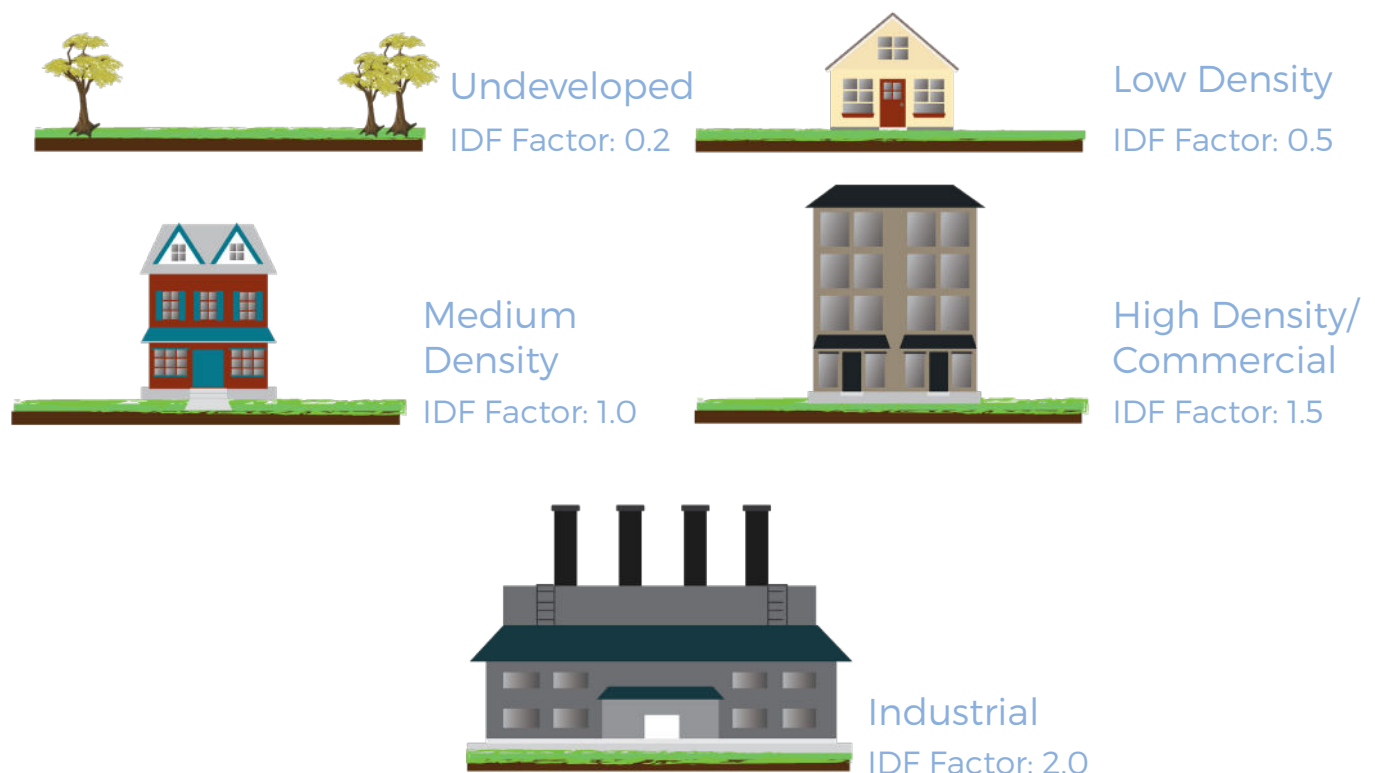 Undeveloped
IDF Factor: 0.2
Low Density
IDF Factor: 0.5
Medium
Density
IDF Factor: 1.0
High Density/
Commercial
IDF Factor: 1.5
Industrial
IDF Factor: 2.0